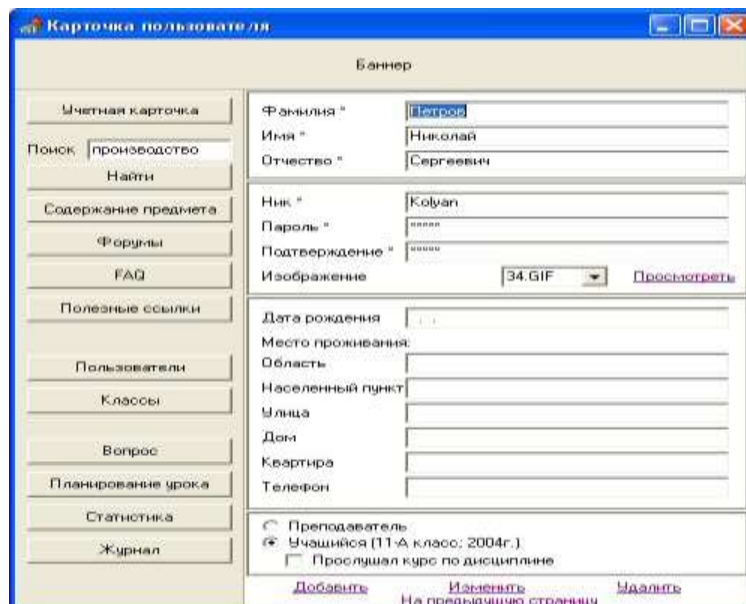 Карточка пользователя
Баннер
Учетная карточка
Поиск производство
Найти
Содержание предмета
Форумы
FAQ
Полезные ссылки
Пользователи
Классы
Вопрос
Планирование урока
Статистика
Журнал
Фамилия * Петров
Имя * Николай
Отчество * Сергеевич
Ник * Kolyan
Пароль * *****
Подтверждение * *****
Изображение 34.GIF Просмотреть
Дата рождения . .
Место проживания:
Область
Населенный пункт
Улица
Дом
Квартира
Телефон
Преподаватель
Учащийся (11-А класс; 2004г.)
Прослушал курс по дисциплине
Добавить Изменить Удалить
На предыдущую страницу